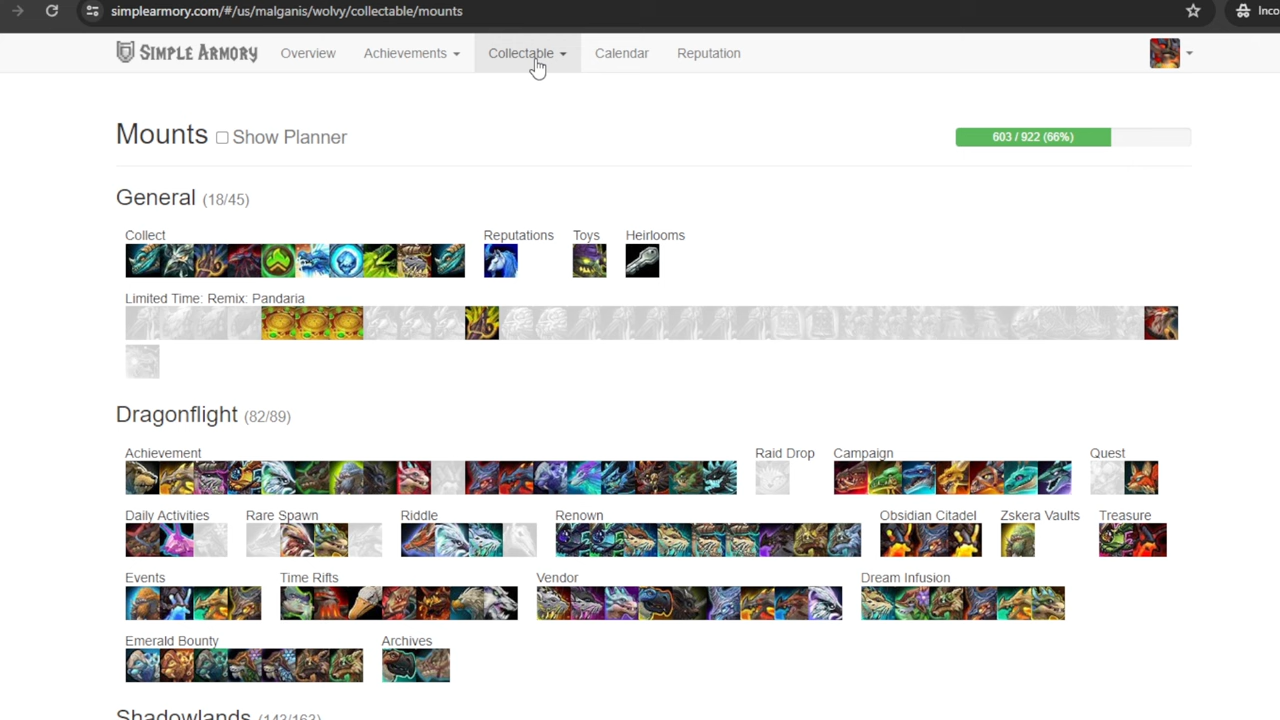 simplearmory.com/#/us/malganis/wolvy/collectable/mounts Inco
SIMPLE ARMORY Overview Achievements Collectable Calendar Reputation
Mounts Show Planner 603 / 922 (66%)
General (18/45)
Collect Reputations Toys Heirlooms
Limited Time: Remix: Pandaria
Dragonflight (82/89)
Achievement Raid Drop Campaign Quest
Daily Activities Rare Spawn Riddle Renown Obsidian Citadel Zskera Vaults Treasure
Events Time Rifts Vendor Dream Infusion
Emerald Bounty Archives
Shadowlands (143/163)